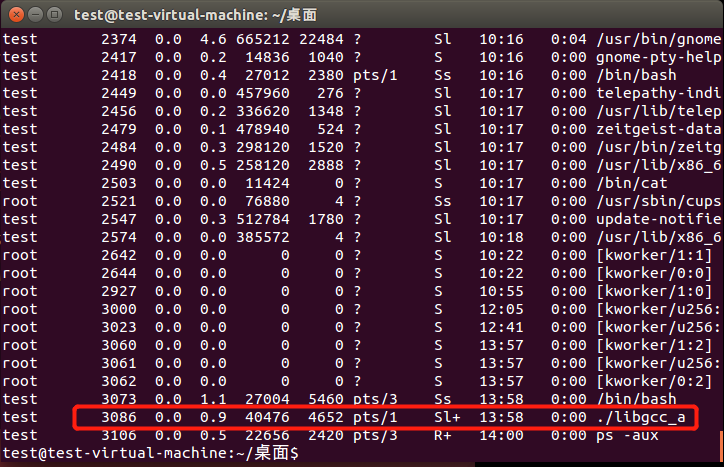 test@test-virtual-machine: ~/桌面
test 2374 0.0 4.6 665212 22484 ? Sl 10:16 0:04 /usr/bin/gnome
test 2417 0.0 0.2 14836 1040 ? S 10:16 0:00 gnome-pty-help
test 2418 0.0 0.4 27012 2380 pts/1 Ss 10:16 0:00 /bin/bash
test 2449 0.0 0.0 457960 276 ? Sl 10:17 0:00 telepathy-indi
test 2456 0.0 0.2 336620 1348 ? Sl 10:17 0:00 /usr/lib/telep
test 2479 0.0 0.1 478940 524 ? Sl 10:17 0:00 zeitgeist-data
test 2484 0.0 0.3 298120 1520 ? Sl 10:17 0:00 /usr/bin/zeitg
test 2490 0.0 0.5 258120 2888 ? Sl 10:17 0:00 /usr/lib/x86_6
test 2503 0.0 0.0 11424 0 ? S 10:17 0:00 /bin/cat
root 2521 0.0 0.0 76880 4 ? Ss 10:17 0:00 /usr/sbin/cups
test 2547 0.0 0.3 512784 1780 ? Sl 10:17 0:00 update-notifie
test 2574 0.0 0.0 385572 4 ? Sl 10:18 0:00 /usr/lib/x86_6
root 2642 0.0 0.0 0 0 ? S 10:22 0:00 [kworker/1:1]
root 2644 0.0 0.0 0 0 ? S 10:22 0:00 [kworker/0:0]
root 2927 0.0 0.0 0 0 ? S 10:55 0:00 [kworker/1:0]
root 3000 0.0 0.0 0 0 ? S 12:05 0:00 [kworker/u256:
root 3023 0.0 0.0 0 0 ? S 12:41 0:00 [kworker/u256:
root 3060 0.0 0.0 0 0 ? S 13:57 0:00 [kworker/1:2]
root 3061 0.0 0.0 0 0 ? S 13:57 0:00 [kworker/u256:
root 3062 0.0 0.0 0 0 ? S 13:57 0:00 [kworker/0:2]
test 3073 0.0 1.1 27004 5460 pts/3 Ss 13:58 0:00 /bin/bash
test 3086 0.0 0.9 40476 4652 pts/1 Sl+ 13:58 0:00 ./libgcc_a
test 3106 0.0 0.5 22656 2420 pts/3 R+ 14:00 0:00 ps -aux
test@test-virtual-machine:~/桌面$